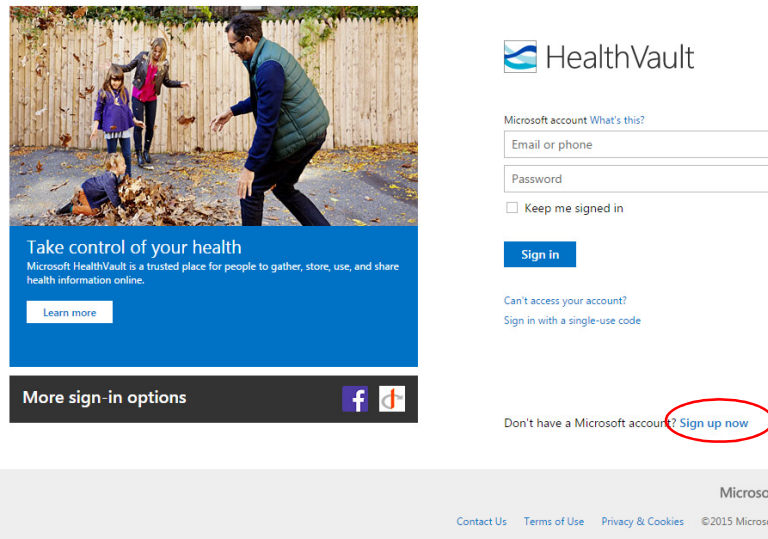 HealthVault
Microsoft account What's this?
Email or phone
Password
Keep me signed in
Sign in
Can't access your account?
Sign in with a single-use code
Take control of your health
Microsoft HealthVault is a trusted place for people to gather, store, use, and share
health information online.
Learn more
More sign-in options
Don't have a Microsoft account? Sign up now
Microso
Contact Us Terms of Use Privacy & Cookies ©2015 Micros